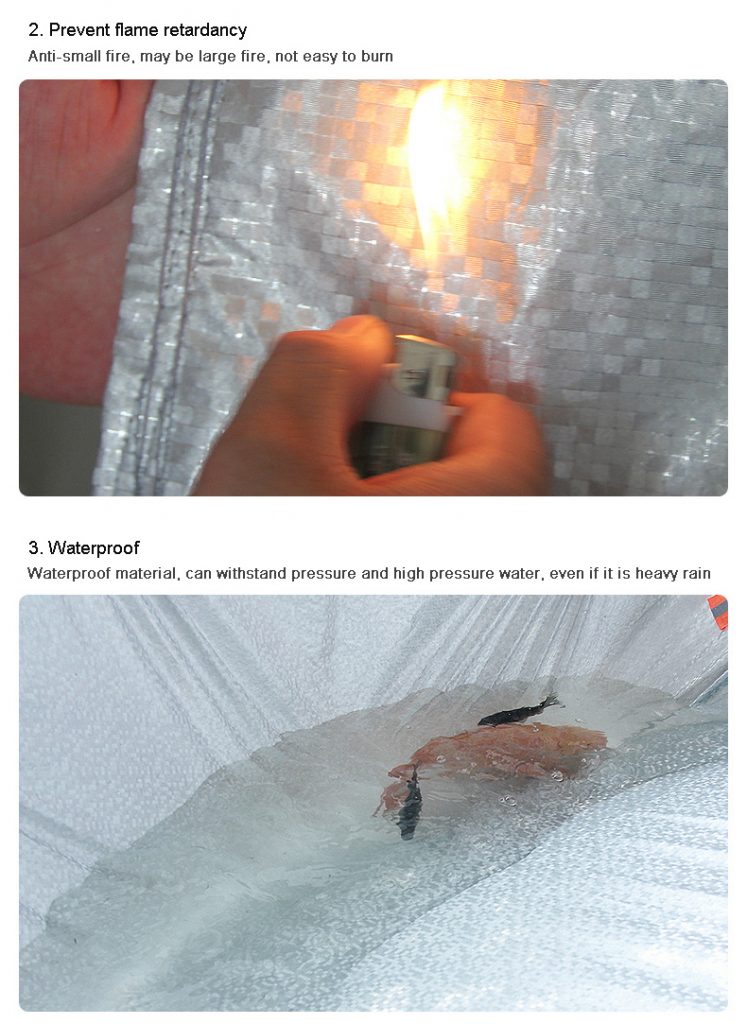 2. Prevent flame retardancy
Anti-small fire, may be large fire, not easy to burn
3. Waterproof
Waterproof material, can withstand pressure and high pressure water, even if it is heavy rain